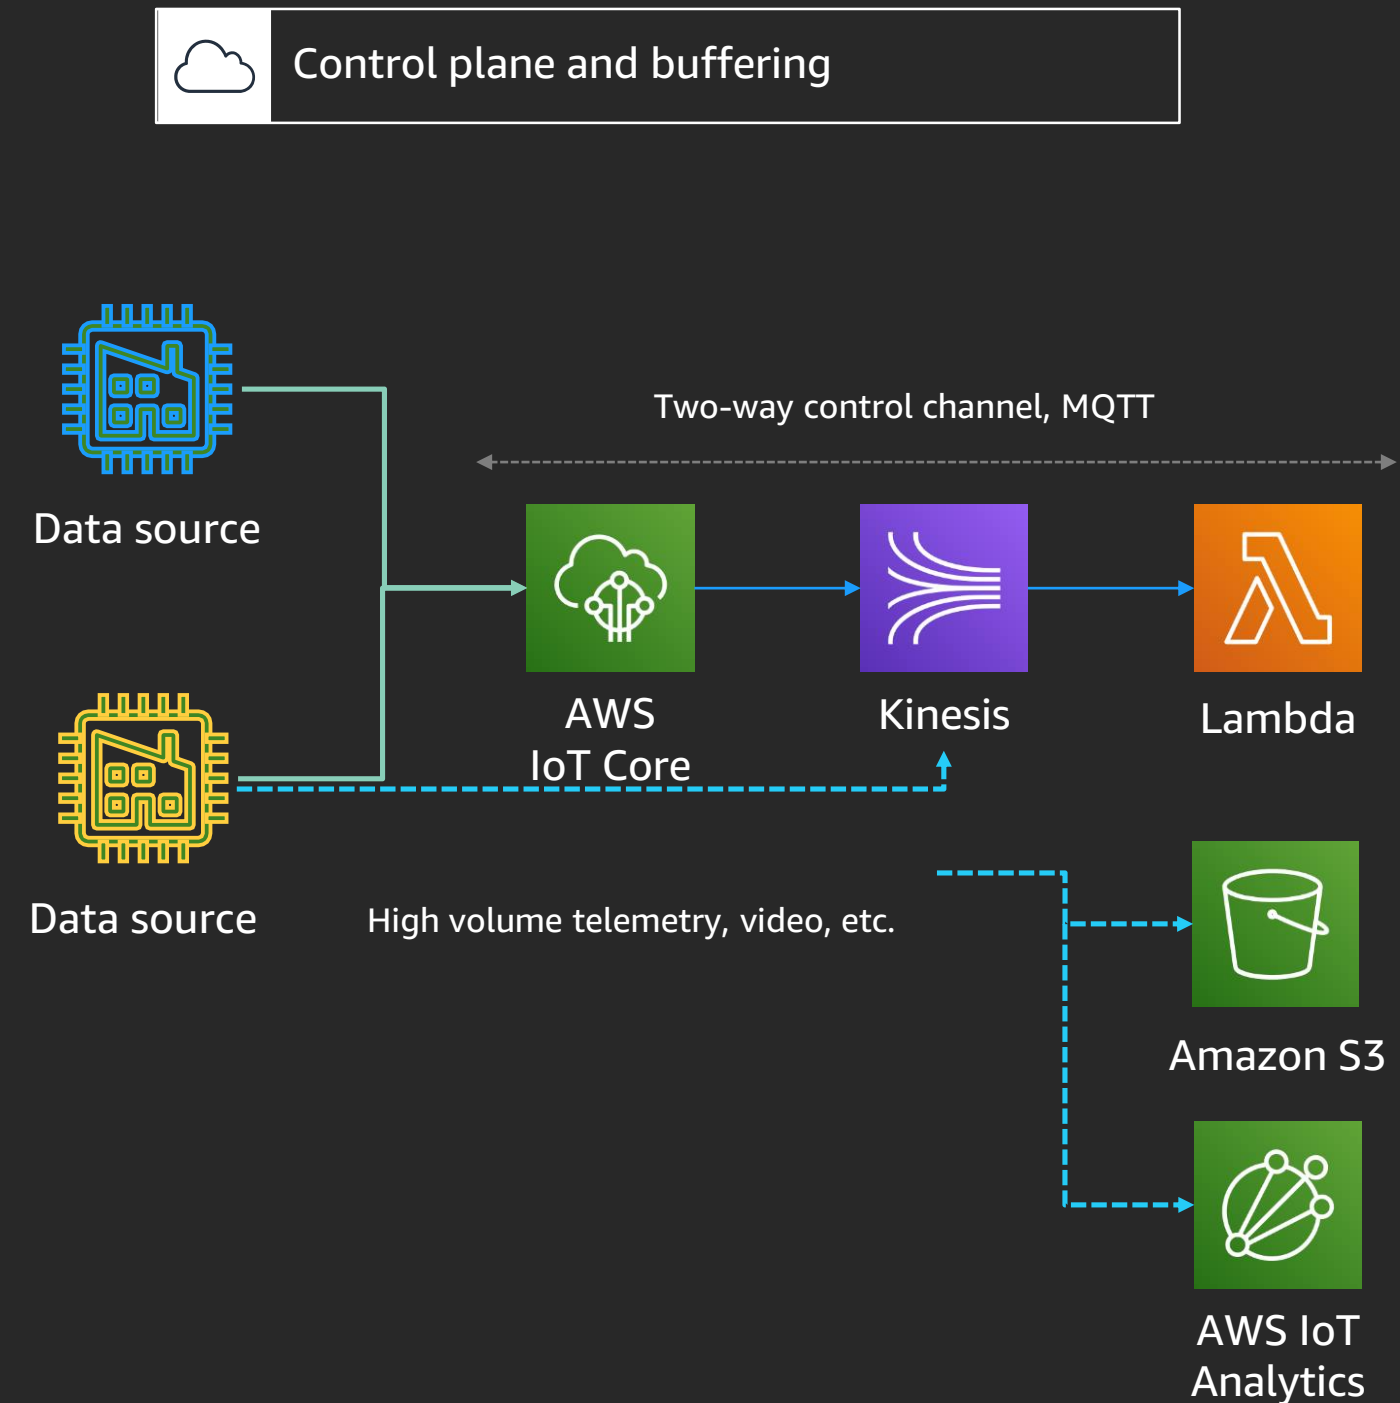 Control plane and buffering
Two-way control channel, MQTT
Data source
AWS
IoT Core
Kinesis
Lambda
Data source
High volume telemetry, video, etc.
Amazon S3
AWS IoT
Analytics